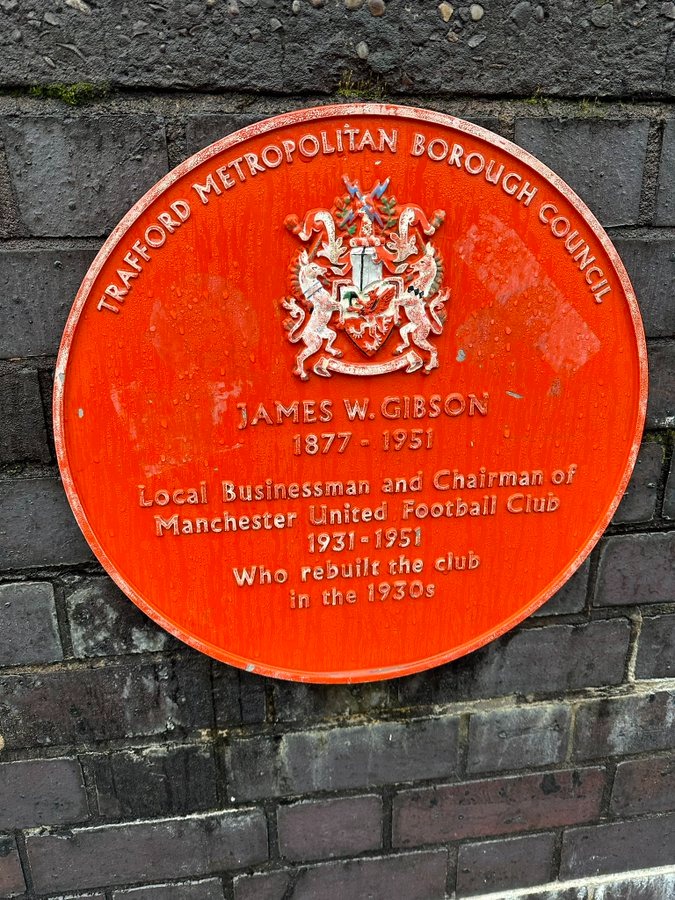 TRAFFORD METROPOLITAN BOROUGH COUNCIL
JAMES W. GIBSON
1877 - 1951
Local Businessman and Chairman of
Manchester United Football Club
1931 - 1951
Who rebuilt the club
in the 1930s